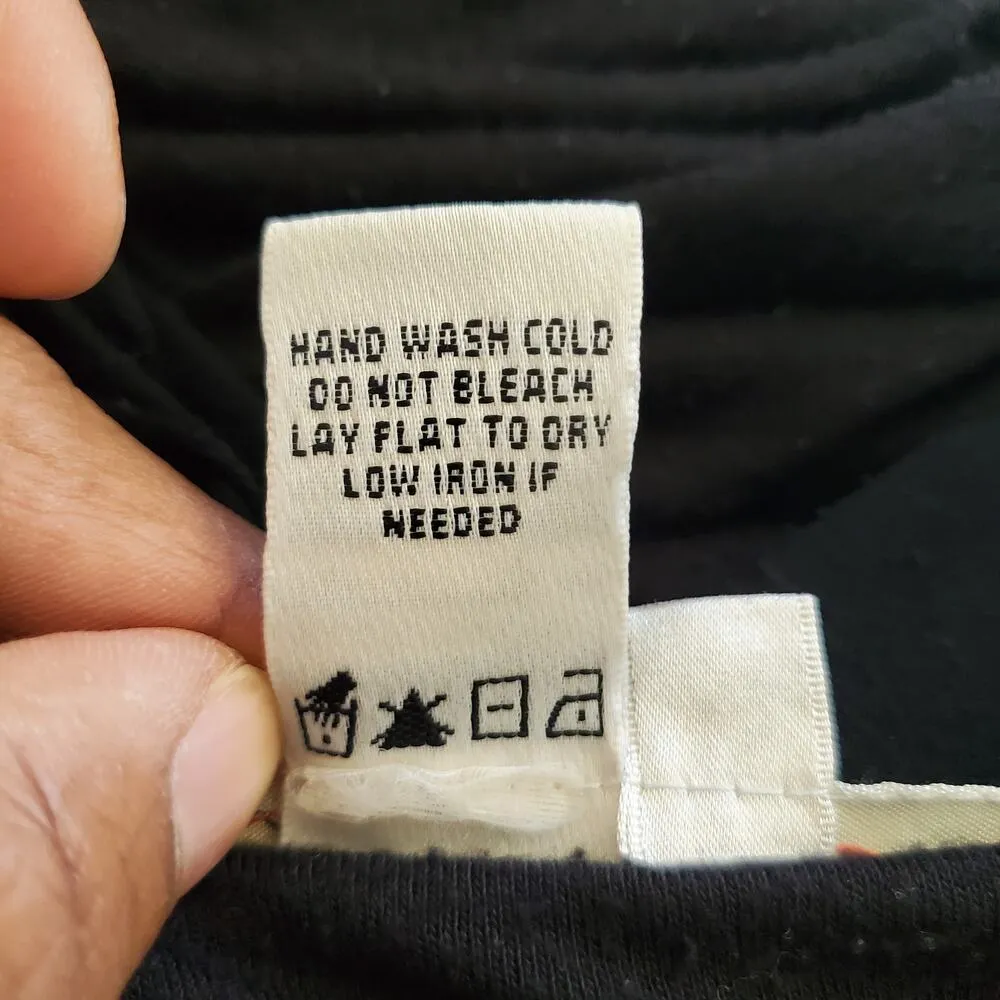 HAND WASH COLD
DO NOT BLEACH
LAY FLAT TO DRY
LOW IRON IF
NEEDED